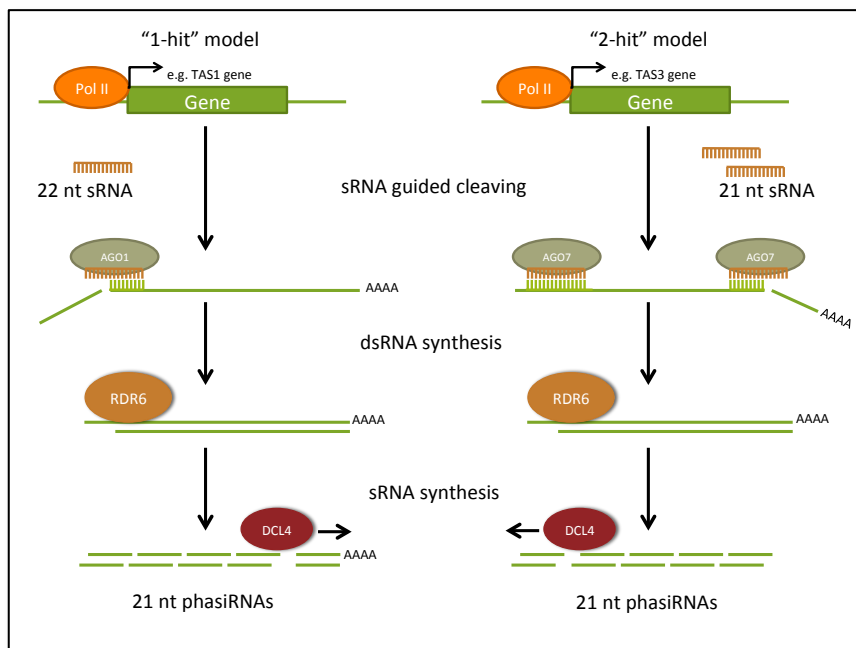 “1-hit” model
“2-hit” model
Pol II
e.g. TAS1 gene
Gene
Pol II
e.g. TAS3 gene
Gene
22 nt sRNA
sRNA guided cleaving
21 nt sRNA
AGO1
AAAA
AGO7
AGO7
AAAA
dsRNA synthesis
RDR6
AAAA
RDR6
AAAA
sRNA synthesis
DCL4
AAAA
DCL4
21 nt phasiRNAs
21 nt phasiRNAs